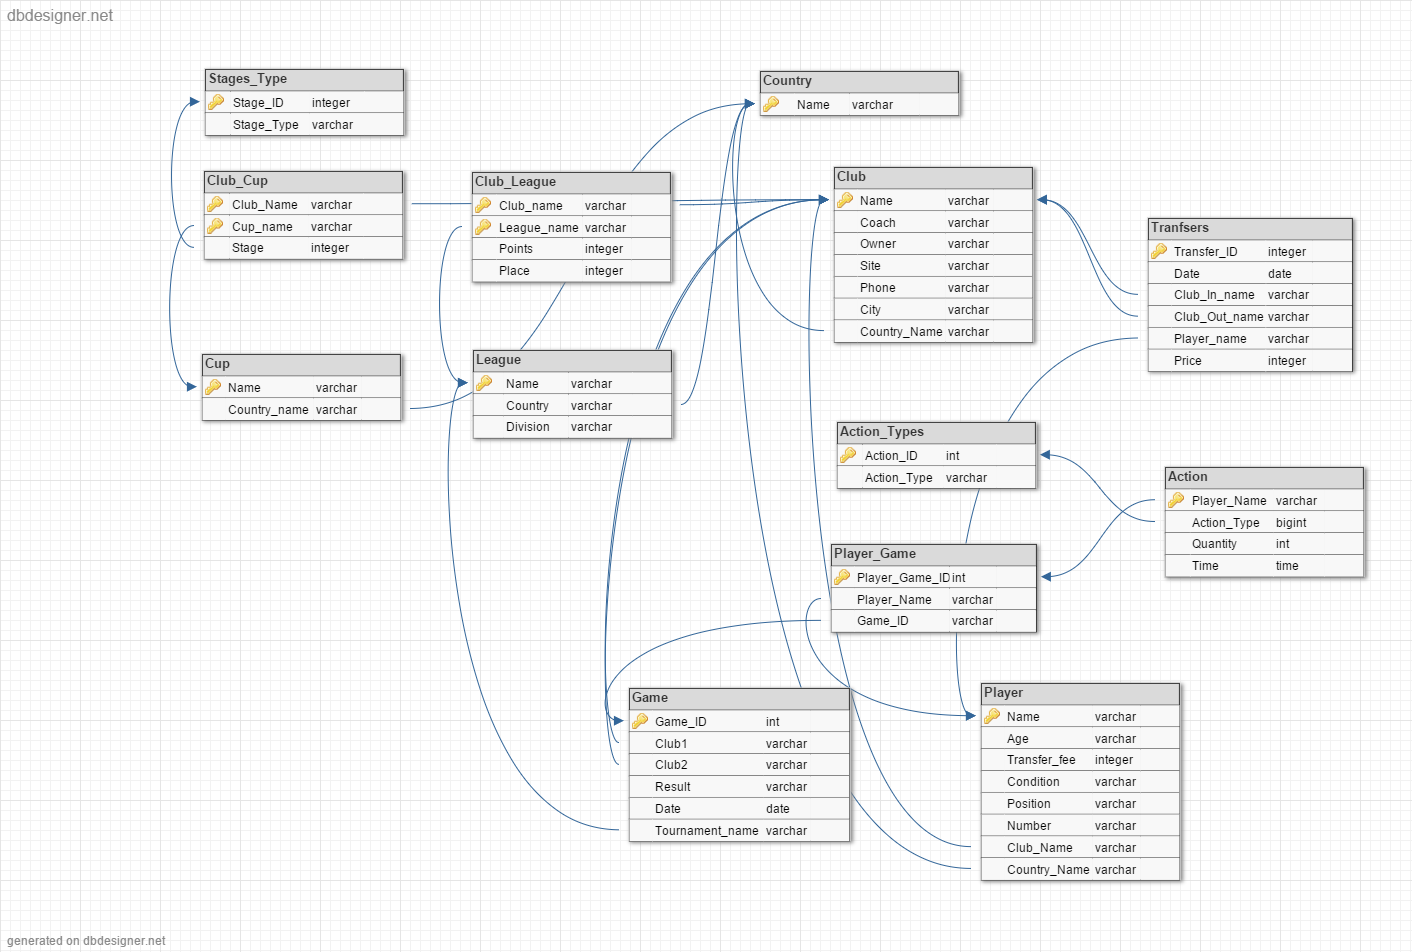 dbdesigner.net
Stages_Type
Stage_ID integer
Stage_Type varchar
Country
Name varchar
Club_Cup
Club_Name varchar
Cup_name varchar
Stage integer
Club_League
Club_name varchar
League_name varchar
Points integer
Place integer
Club
Name varchar
Coach varchar
Owner varchar
Site varchar
Phone varchar
City varchar
Country_Name varchar
Tranfsers
Transfer_ID integer
Date date
Club_In_name varchar
Club_Out_name varchar
Player_name varchar
Price integer
Cup
Name varchar
Country_name varchar
League
Name varchar
Country varchar
Division varchar
Action_Types
Action_ID int
Action_Type varchar
Action
Player_Name varchar
Action_Type bigint
Quantity int
Time time
Player_Game
Player_Game_ID int
Player_Name varchar
Game_ID varchar
Game
Game_ID int
Club1 varchar
Club2 varchar
Result varchar
Date date
Tournament_name varchar
Player
Name varchar
Age varchar
Transfer_fee integer
Condition varchar
Position varchar
Number varchar
Club_Name varchar
Country_Name varchar
generated on dbdesigner.net